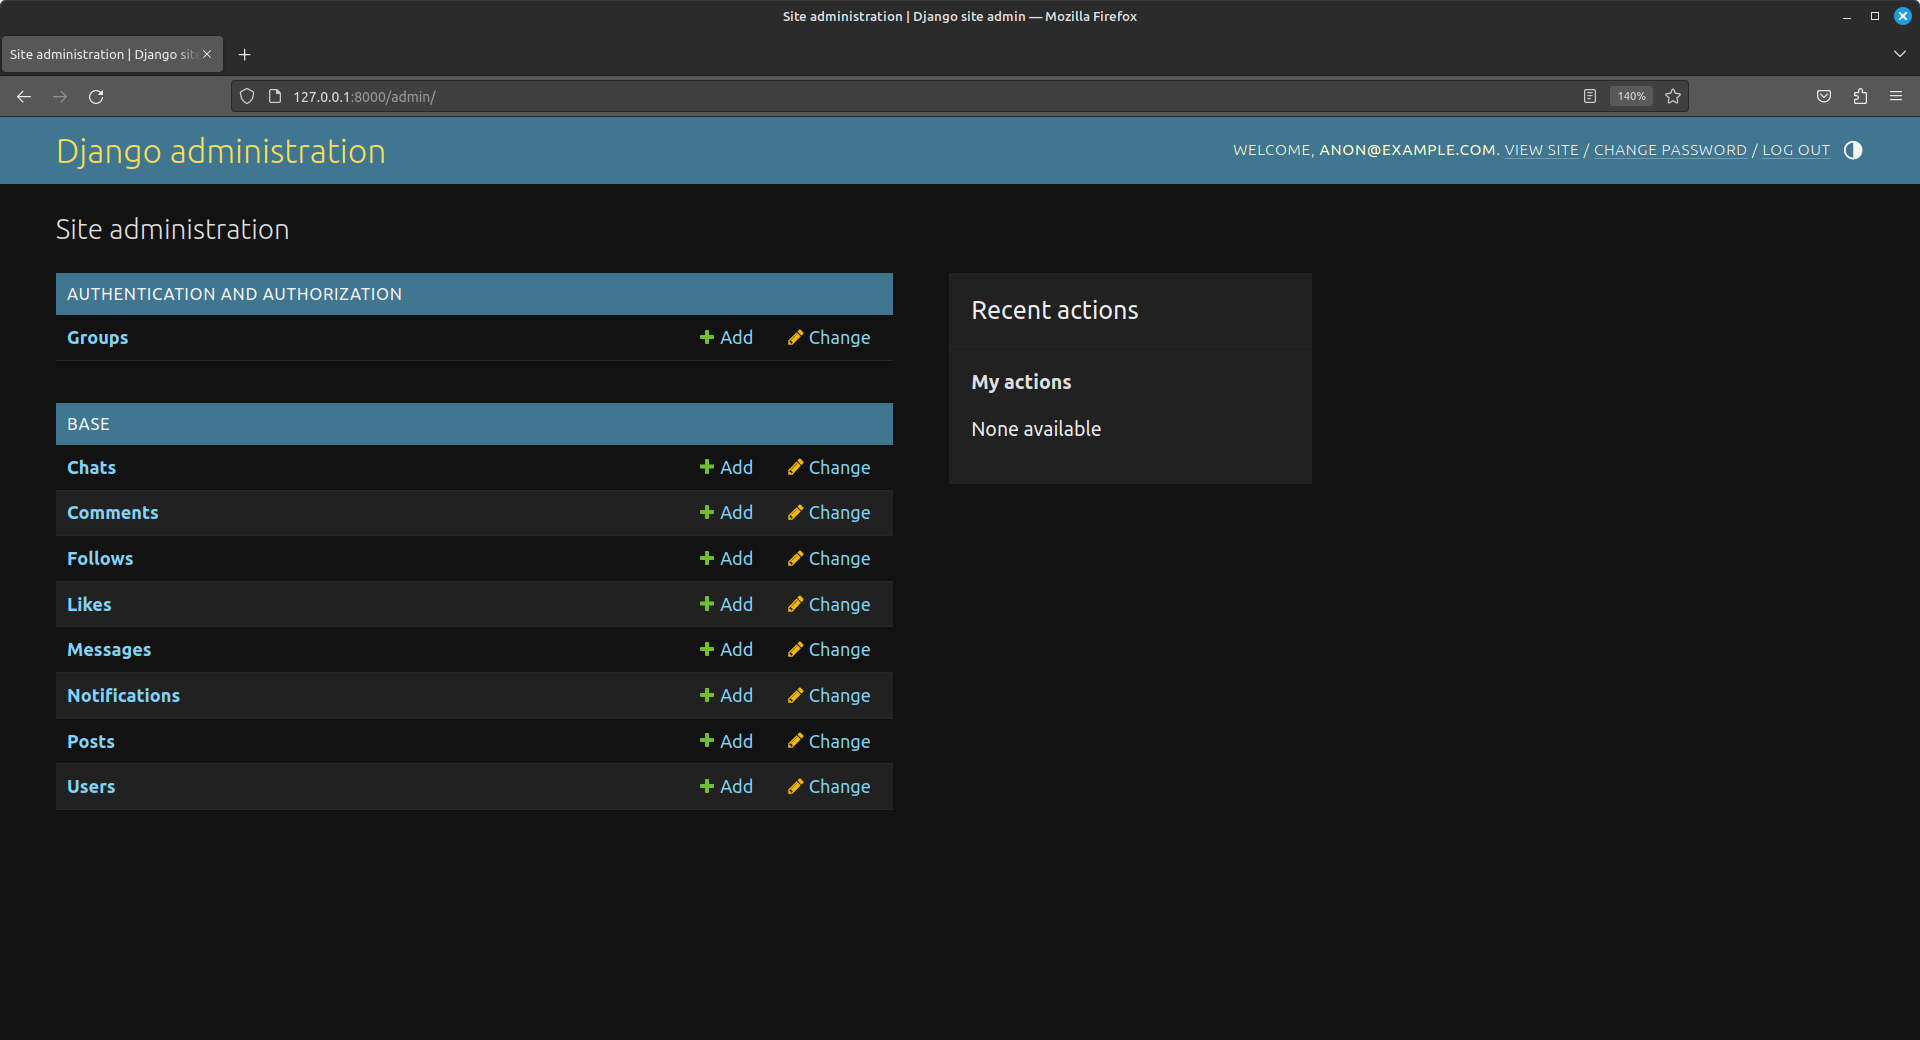 Site administration | Django site admin — Mozilla Firefox
Site administration | Django sit
127.0.0.1:8000/admin/
140%
Django administration
WELCOME, ANON@EXAMPLE.COM. VIEW SITE / CHANGE PASSWORD / LOG OUT
Site administration
AUTHENTICATION AND AUTHORIZATION
Groups Add Change
BASE
Chats Add Change
Comments Add Change
Follows Add Change
Likes Add Change
Messages Add Change
Notifications Add Change
Posts Add Change
Users Add Change
Recent actions
My actions
None available